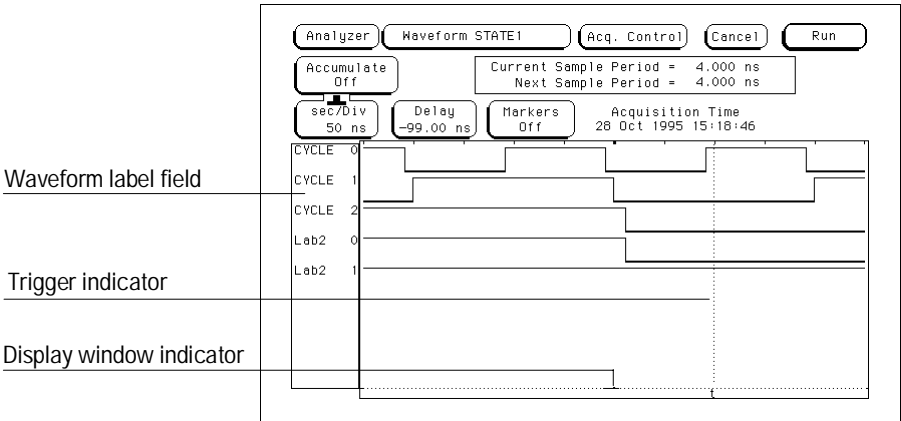 Analyzer Waveform STATE1 Acq. Control Cancel Run
Accumulate
Off
Current Sample Period = 4.000 ns
Next Sample Period = 4.000 ns
sec/Div
50 ns
Delay
-99.00 ns
Markers
Off
Acquisition Time
28 Oct 1995 15:18:46
CYCLE 0
CYCLE 1
CYCLE 2
Lab2 0
Lab2 1
t
Waveform label field
Trigger indicator
Display window indicator